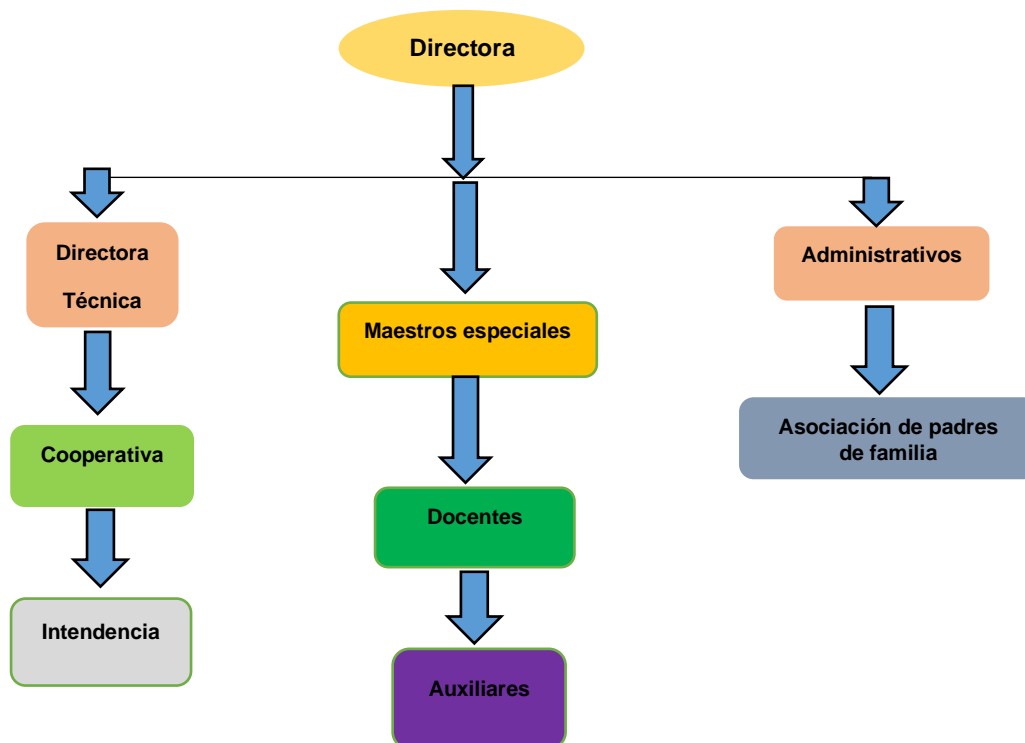 Directora
Directora
Técnica
Administrativos
Maestros especiales
Asociación de padres
de familia
Cooperativa
Docentes
Intendencia
Auxiliares